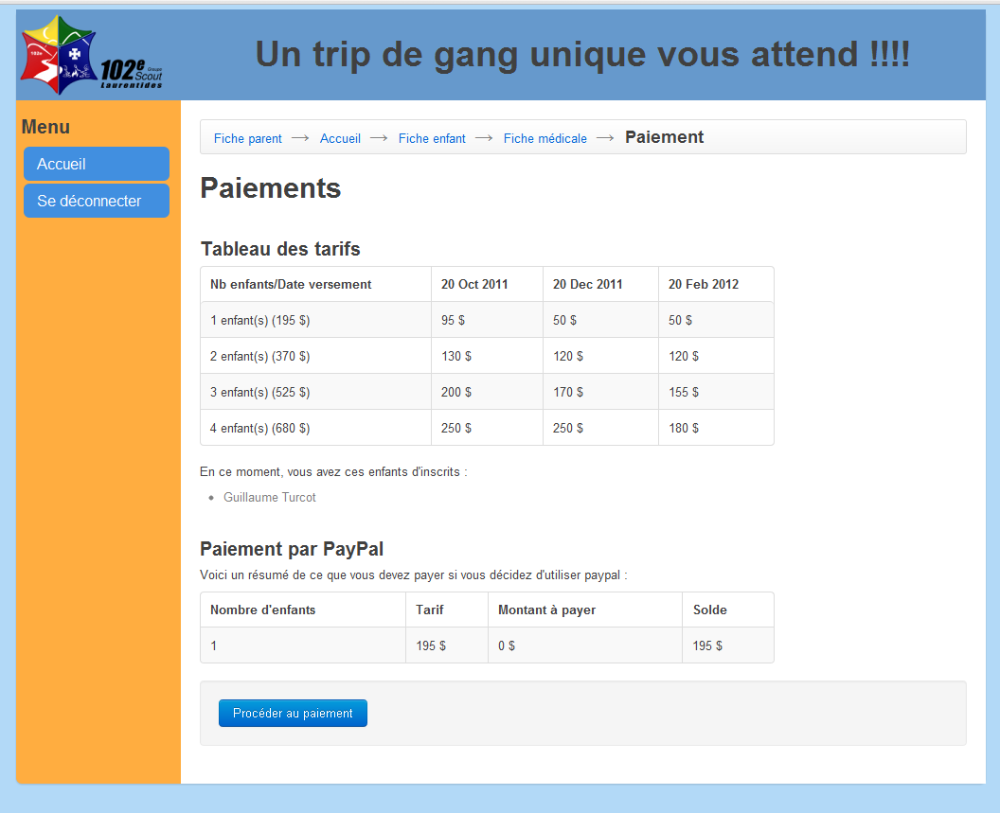 102e
102e Groupe Scout
Laurentides
Un trip de gang unique vous attend !!!!
Menu
Accueil
Se déconnecter
Fiche parent → Accueil → Fiche enfant → Fiche médicale → Paiement
Paiements
Tableau des tarifs
Nb enfants/Date versement 20 Oct 2011 20 Dec 2011 20 Feb 2012
1 enfant(s) (195 $) 95 $ 50 $ 50 $
2 enfant(s) (370 $) 130 $ 120 $ 120 $
3 enfant(s) (525 $) 200 $ 170 $ 155 $
4 enfant(s) (680 $) 250 $ 250 $ 180 $
En ce moment, vous avez ces enfants d'inscrits :
• Guillaume Turcot
Paiement par PayPal
Voici un résumé de ce que vous devez payer si vous décidez d'utiliser paypal :
Nombre d'enfants Tarif Montant à payer Solde
1 195 $ 0 $ 195 $
Procéder au paiement